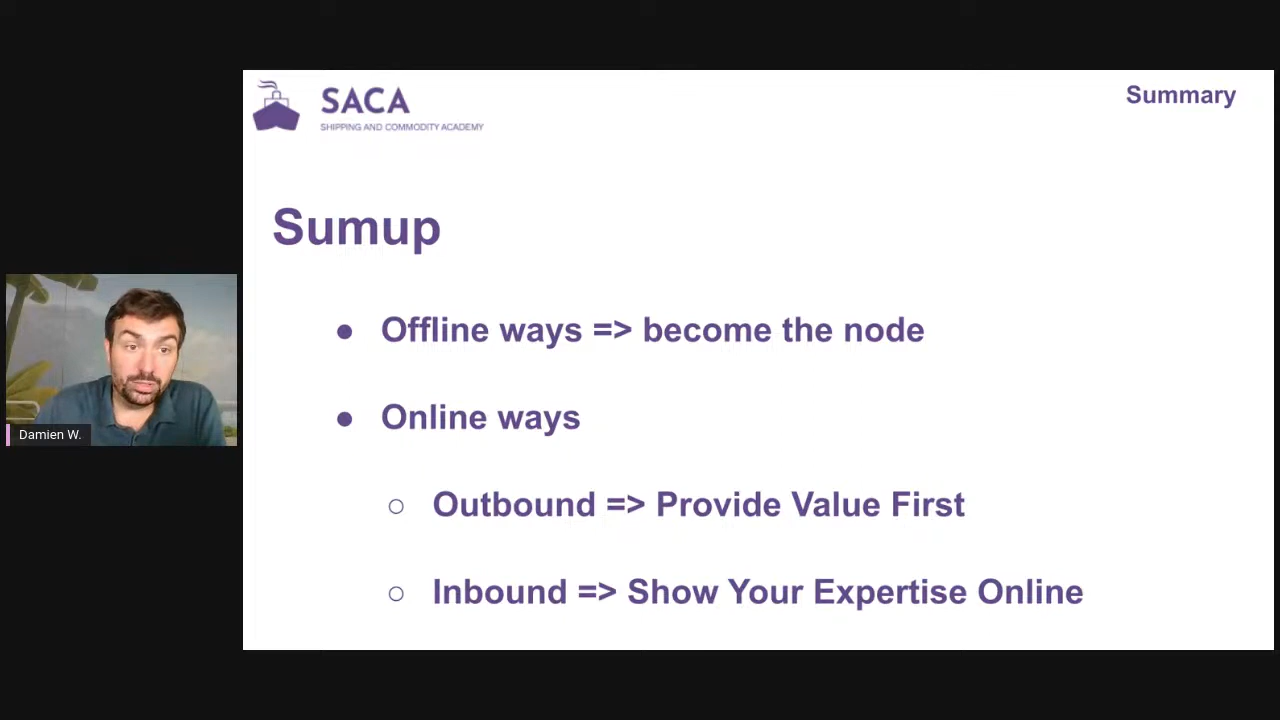 SACA
SHIPPING AND COMMODITY ACADEMY
Summary
Sumup
● Offline ways => become the node
● Online ways
○ Outbound => Provide Value First
○ Inbound => Show Your Expertise Online
Damien W.